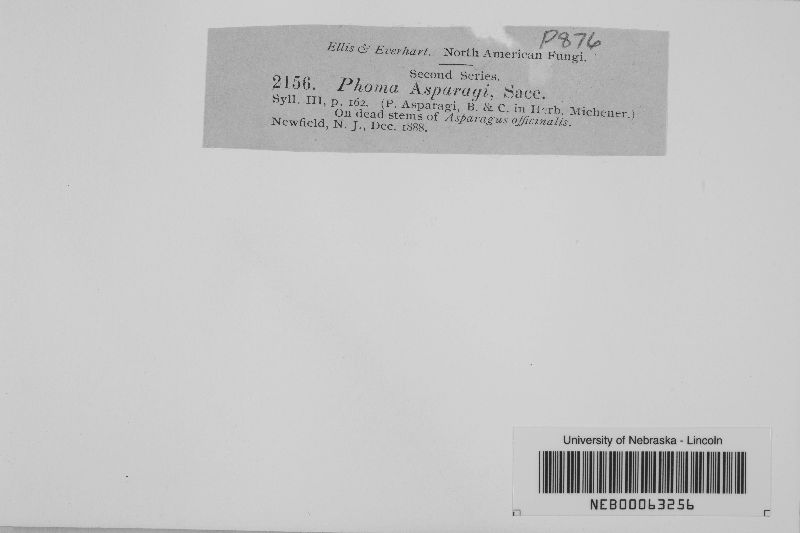 P876
Ellis & Everhart. North American Fungi.
Second Series.
2156. Phoma Asparagi, Sacc.
Syll. III, p. 162. (P. Asparagi, B. & C. in Herb. Michener.)
On dead stems of Asparagus officinalis.
Newfield, N. J., Dec. 1888.
University of Nebraska - Lincoln
NEB00063256